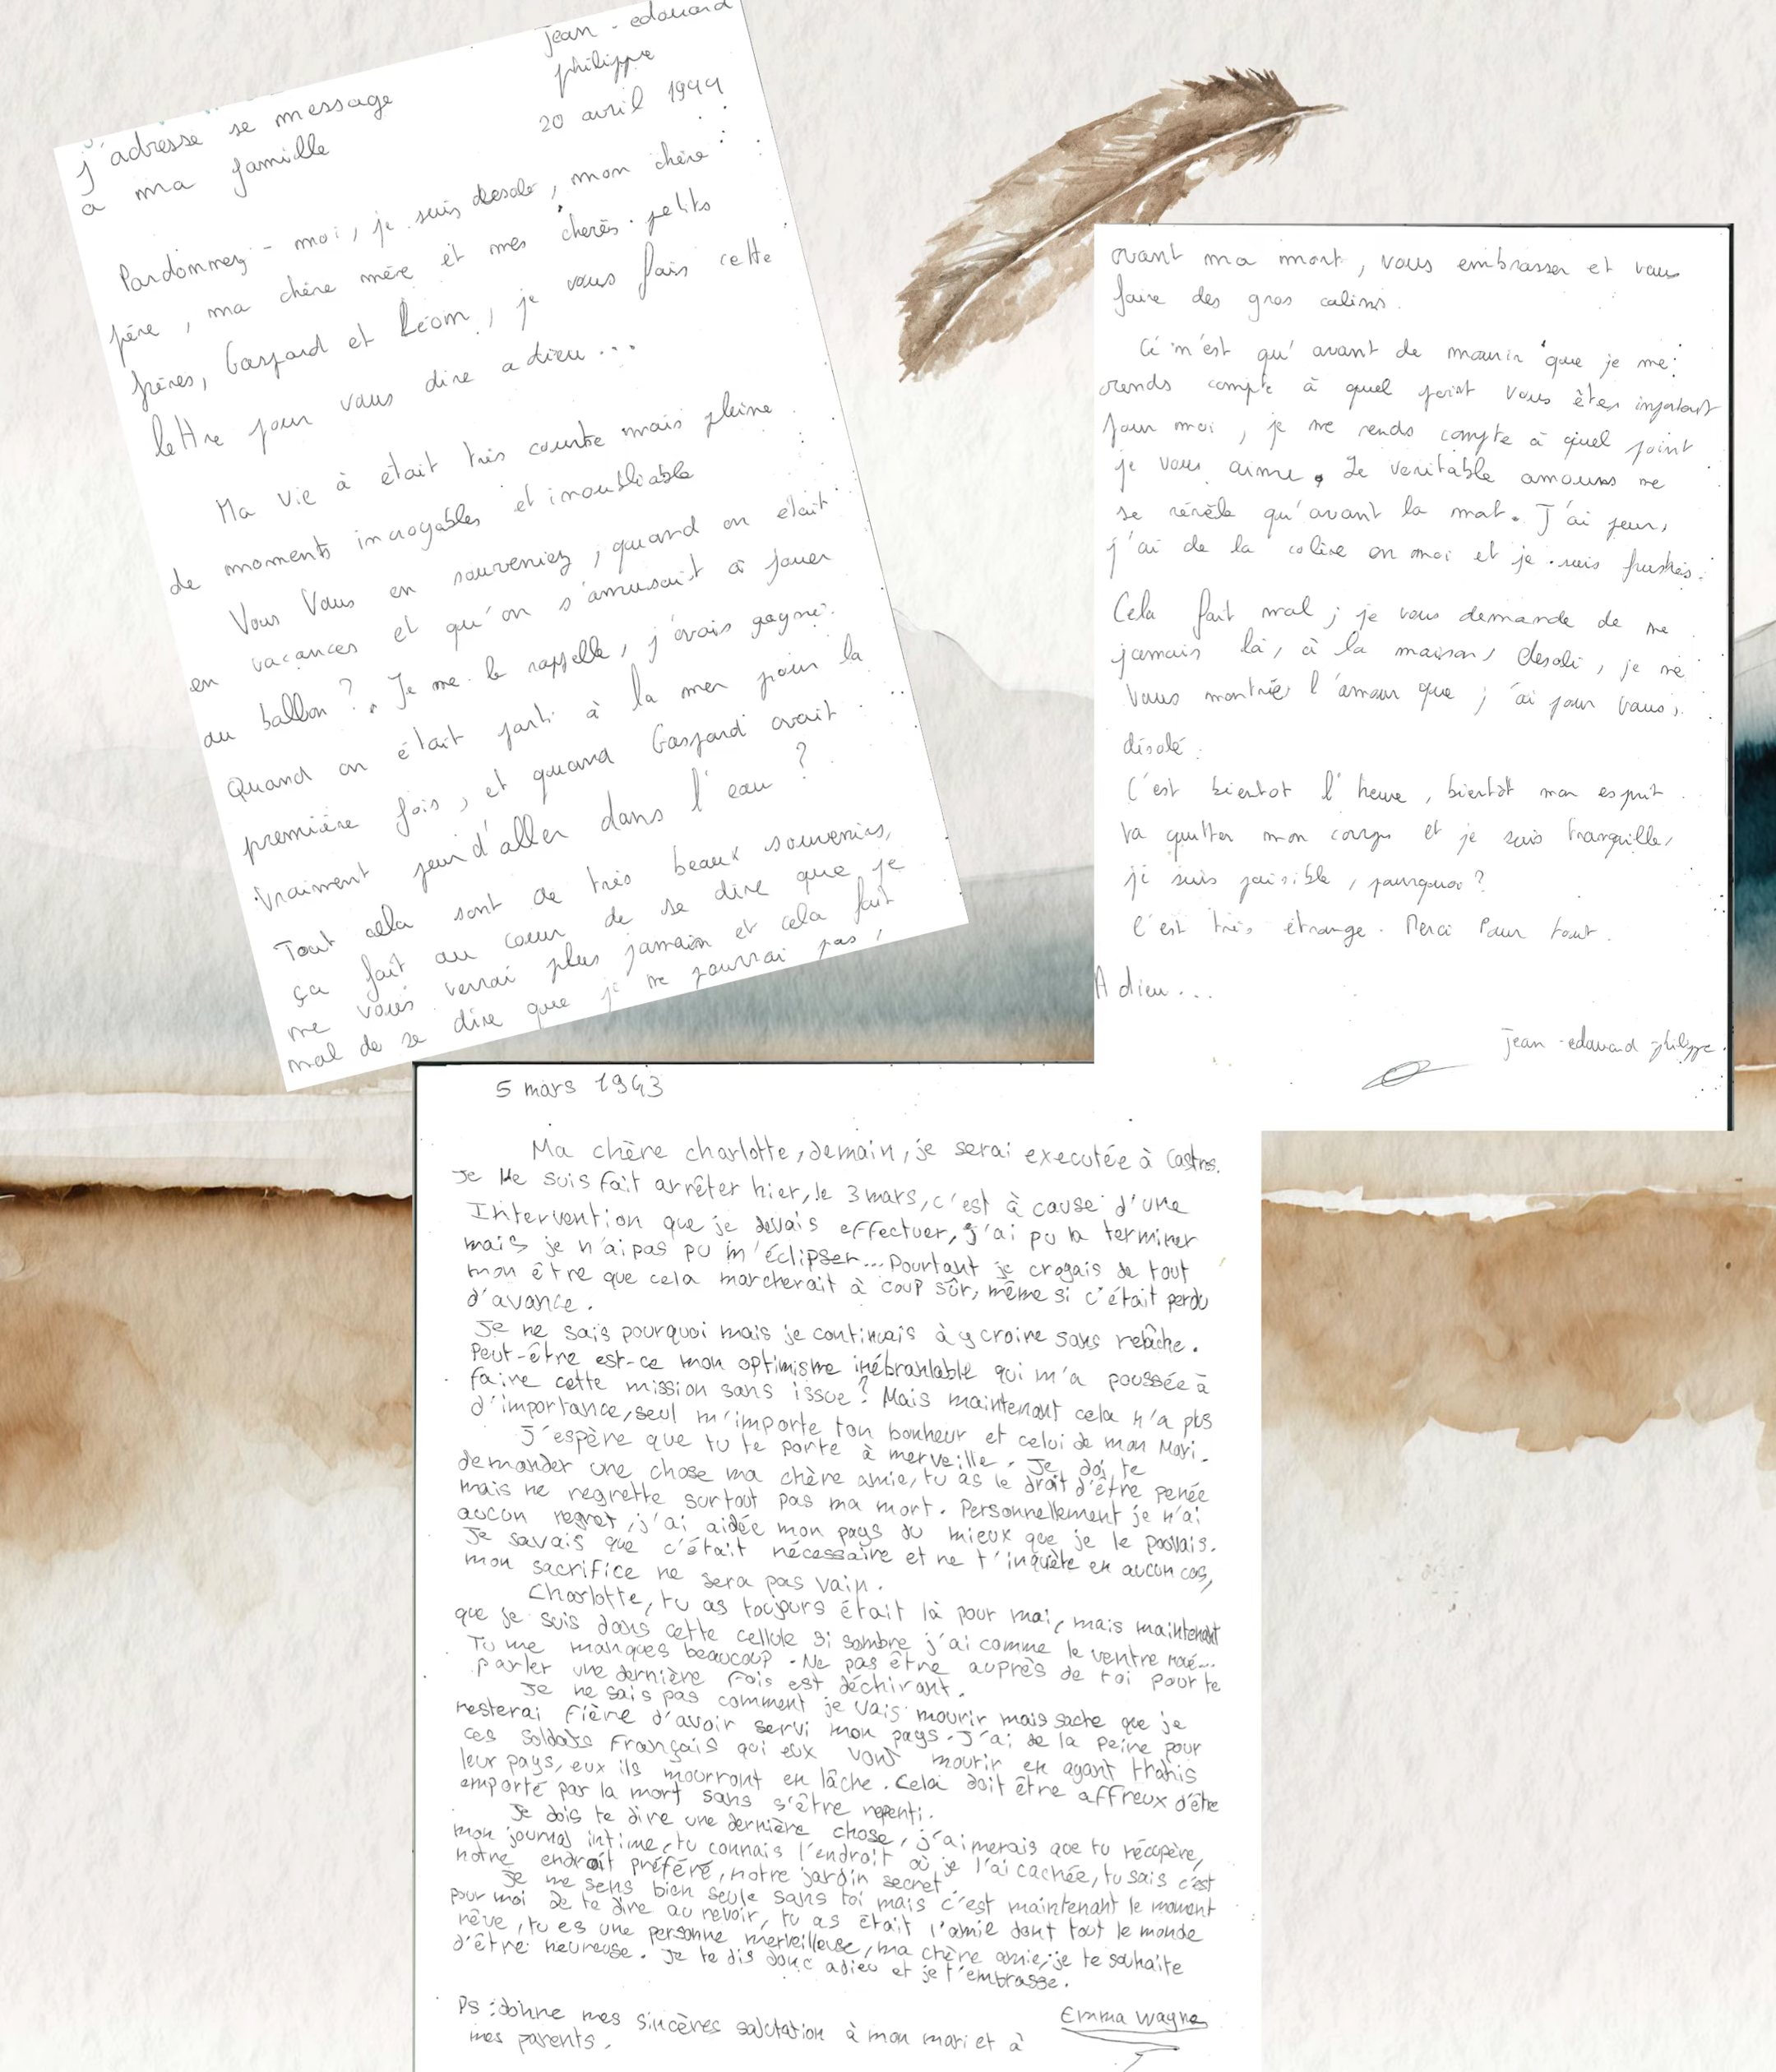 jean - edouard
philippe
20 avril 1944
j'adresse se message
a ma famille
Pardonnez - moi, je suis desolé, mon chère
père, ma chère mère et mes cherès petits
frères, Gaspard et Léon, je vous fais cette
lettre pour vous dire adieu...
Ma vie à était très courte mais pleine
de moments incroyables et inoubliable
Vous Vous en souveniez, quand on était
en vacances et qu'on s'amusait à jouer
au ballon ?. Je me le rappelle, j'avais gagné.
Quand on était parti à la mer pour la
première fois, et quand Gaspard avait
vraiment peur d'aller dans l'eau ?
Tout cela sont de très beaux souvenirs,
ça fait au coeur de se dire que je
ne vous verrai plus jamais et cela fait
mal de se dire que je ne pourrai pas,
avant ma mort, vous embrasser et vous
faire des gros calins.
Ce n'est qu'avant de mourir que je me
rends compte à quel point vous êtes important
pour moi, je me rends compte à quel point
je vous aime. Le veritable amours ne
se révèle qu'avant la mort. J'ai peur,
j'ai de la colère en moi et je suis frustrés.
Cela fait mal, je vous demande de ne
jamais là, à la maison, desolé, je ne
vous montrer l'amour que j'ai pour vous,
désolé.
C'est bientot l'heure, bientôt mon esprit
va quitter mon corps et je suis tranquille,
je suis paisible, pourquoi ?
C'est très étrange. Merci Pour tout.
A dieu...
jean - edouard philippe.
5 mars 1943
Ma chère charlotte, demain, je serai executée à Castres.
Je me suis fait arrêter hier, le 3 mars, c'est à cause d'une
Intervention que je devais effectuer, j'ai pu la terminer
mais je n'ai pas pu m'éclipser... Pourtant je croyais de tout
mon être que cela marcherait à coup sûr, même si c'était perdu
d'avance.
Je ne sais pourquoi mais je continuais à y croire sans relâche.
Peut-être est-ce mon optimisme inébranlable qui m'a poussée à
faire cette mission sans issue ? Mais maintenant cela n'a plus
d'importance, seul m'importe ton bonheur et celui de mon Mari.
J'espère que tu te porte à merveille. Je dois te
demander une chose ma chère amie, tu as le droit d'être peinée
mais ne regrette surtout pas ma mort. Personnellement je n'ai
aucun regret, j'ai aidée mon pays du mieux que je le pouvais.
Je savais que c'était nécessaire et ne t'inquiète en aucun cas,
mon sacrifice ne sera pas vain.
Charlotte, tu as toujours était là pour moi, mais maintenant
que je suis dans cette cellule si sombre j'ai comme le ventre noué...
Tu me manques beaucoup. Ne pas être auprès de toi pour te
parler une dernière fois est déchirant.
Je ne sais pas comment je vais mourir mais sache que je
resterai fière d'avoir servi mon pays. J'ai de la peine pour
ces soldats Français qui eux vont mourir en ayant trahis
leur pays, eux ils mourront en lâche. Cela doit être affreux d'être
emporté par la mort sans s'être repenti.
Je dois te dire une dernière chose, j'aimerais que tu récupère,
mon journal intime, tu connais l'endroit où je l'ai cachée, tu sais c'est
notre endroit préféré, notre jardin secret.
Je me sens bien seule sans toi mais c'est maintenant le moment
pour moi de te dire au revoir, tu as était l'amie dont tout le monde
rêve, tu es une personne merveilleuse, ma chère amie, je te souhaite
d'être heureuse. Je te dis donc adieu et je t'embrasse.
Ps : donne mes sincères salutation à mon mari et à
mes parents.
Emma Wagner